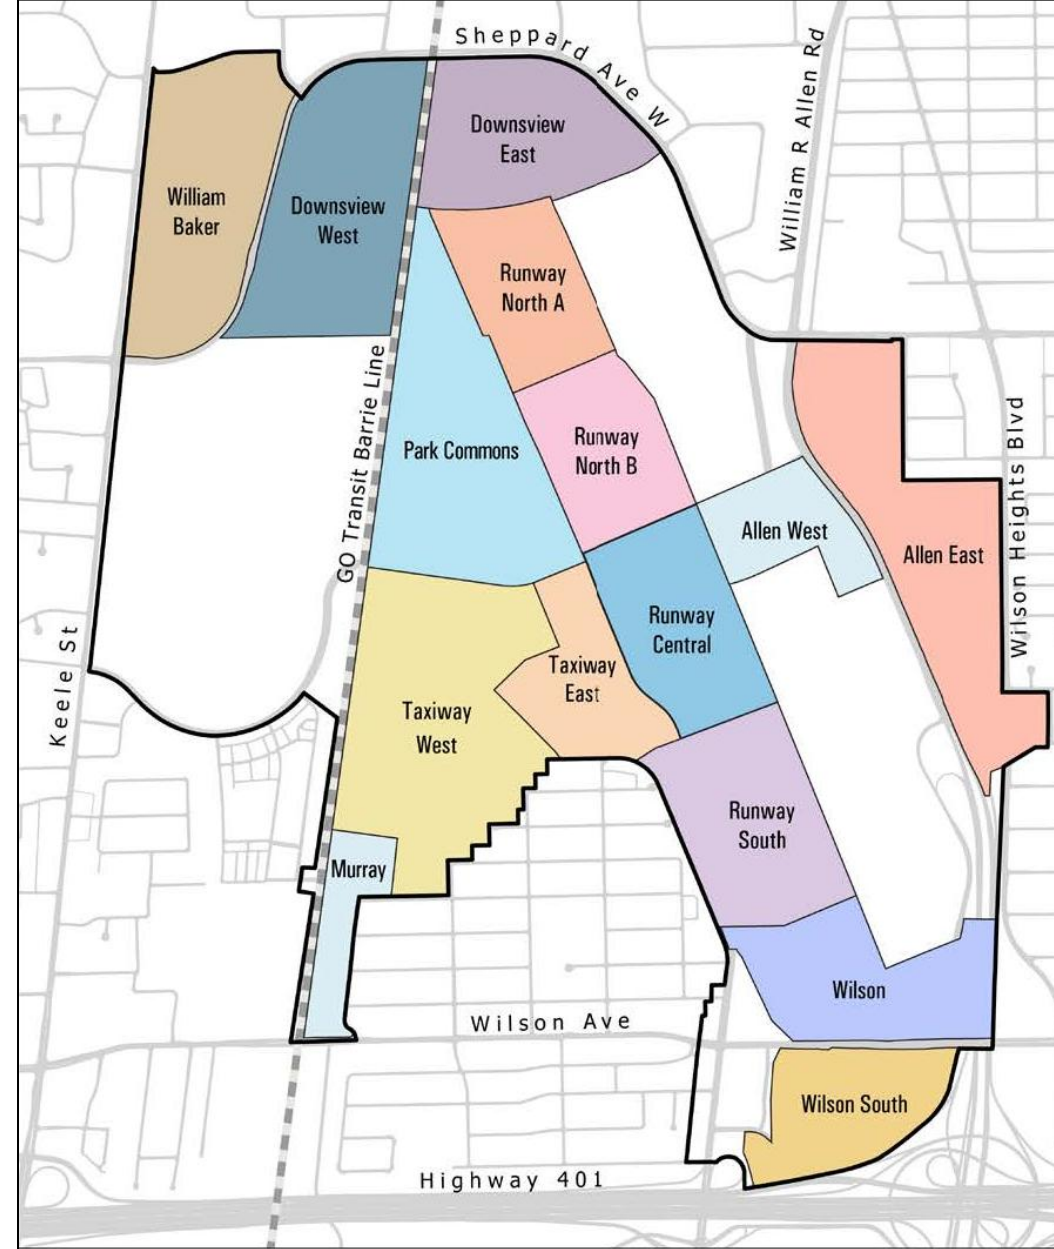 Sheppard Ave W
William R Allen Rd
Downsview
East
William
Baker
Downsview
West
Runway
North A
GO Transit Barrie Line
Park Commons
Runway
North B
Wilson Heights Blvd
Allen West
Allen East
Keele St
Runway
Central
Taxiway
East
Taxiway
West
Runway
South
Murray
Wilson
Wilson Ave
Wilson South
Highway 401